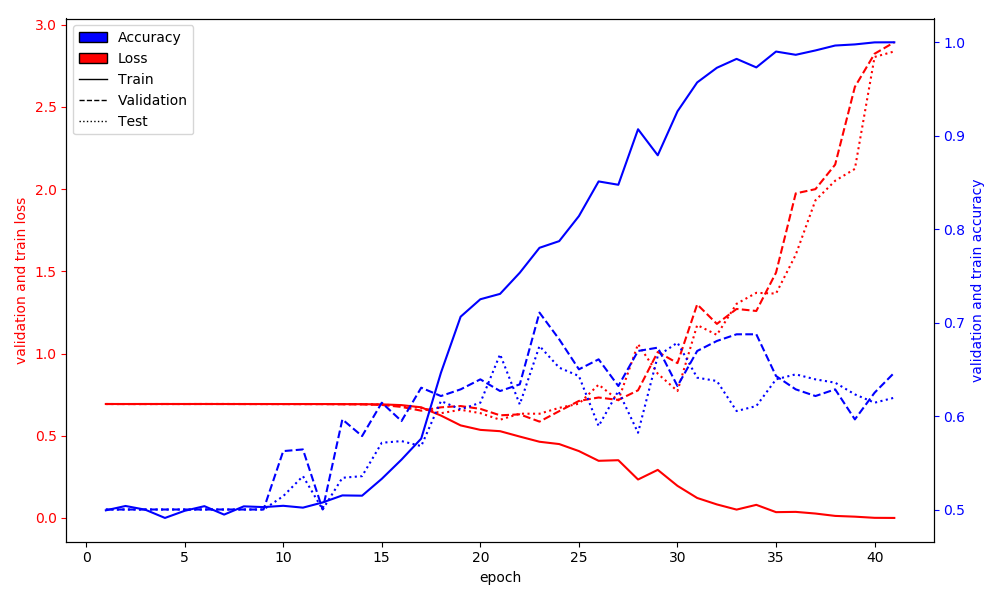 Accuracy
Loss
Train
Validation
Test
3.0
2.5
2.0
1.5
1.0
0.5
0.0
validation and train loss
1.0
0.9
0.8
0.7
0.6
0.5
validation and train accuracy
0 5 10 15 20 25 30 35 40
epoch